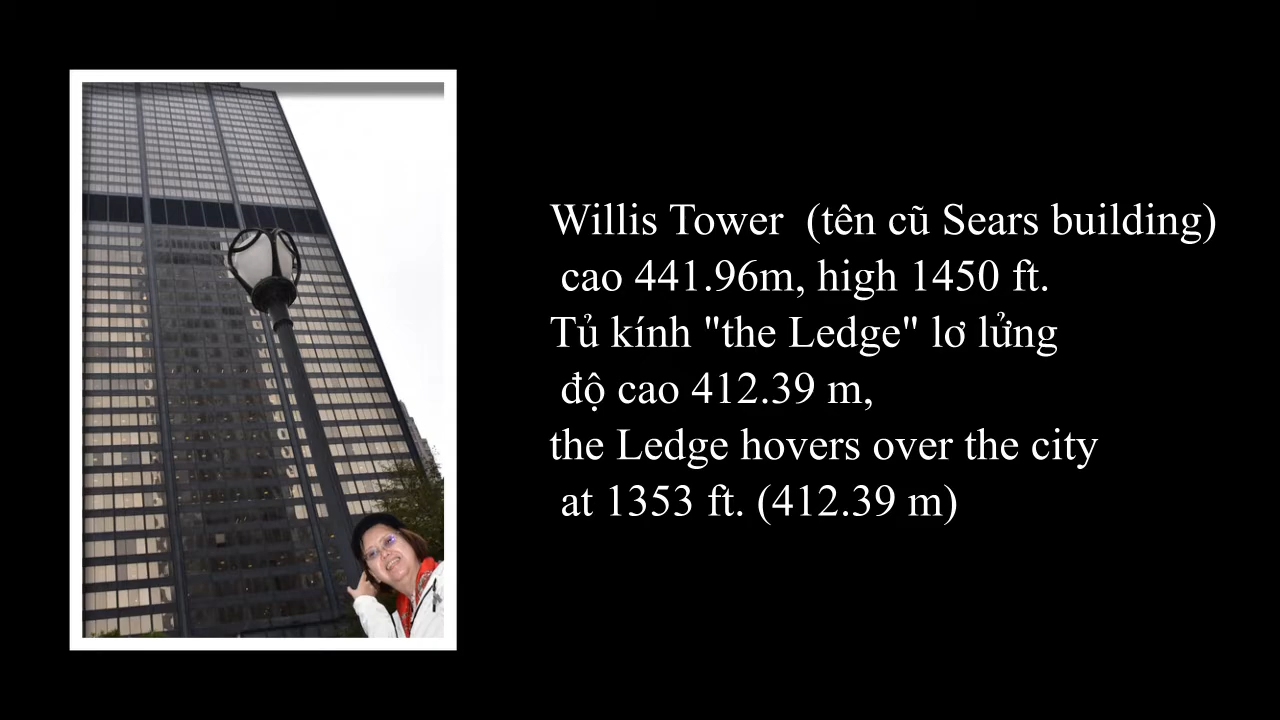 Willis Tower (tên cũ Sears building)
cao 441.96m, high 1450 ft.
Tủ kính "the Ledge" lơ lửng
độ cao 412.39 m,
the Ledge hovers over the city
at 1353 ft. (412.39 m)